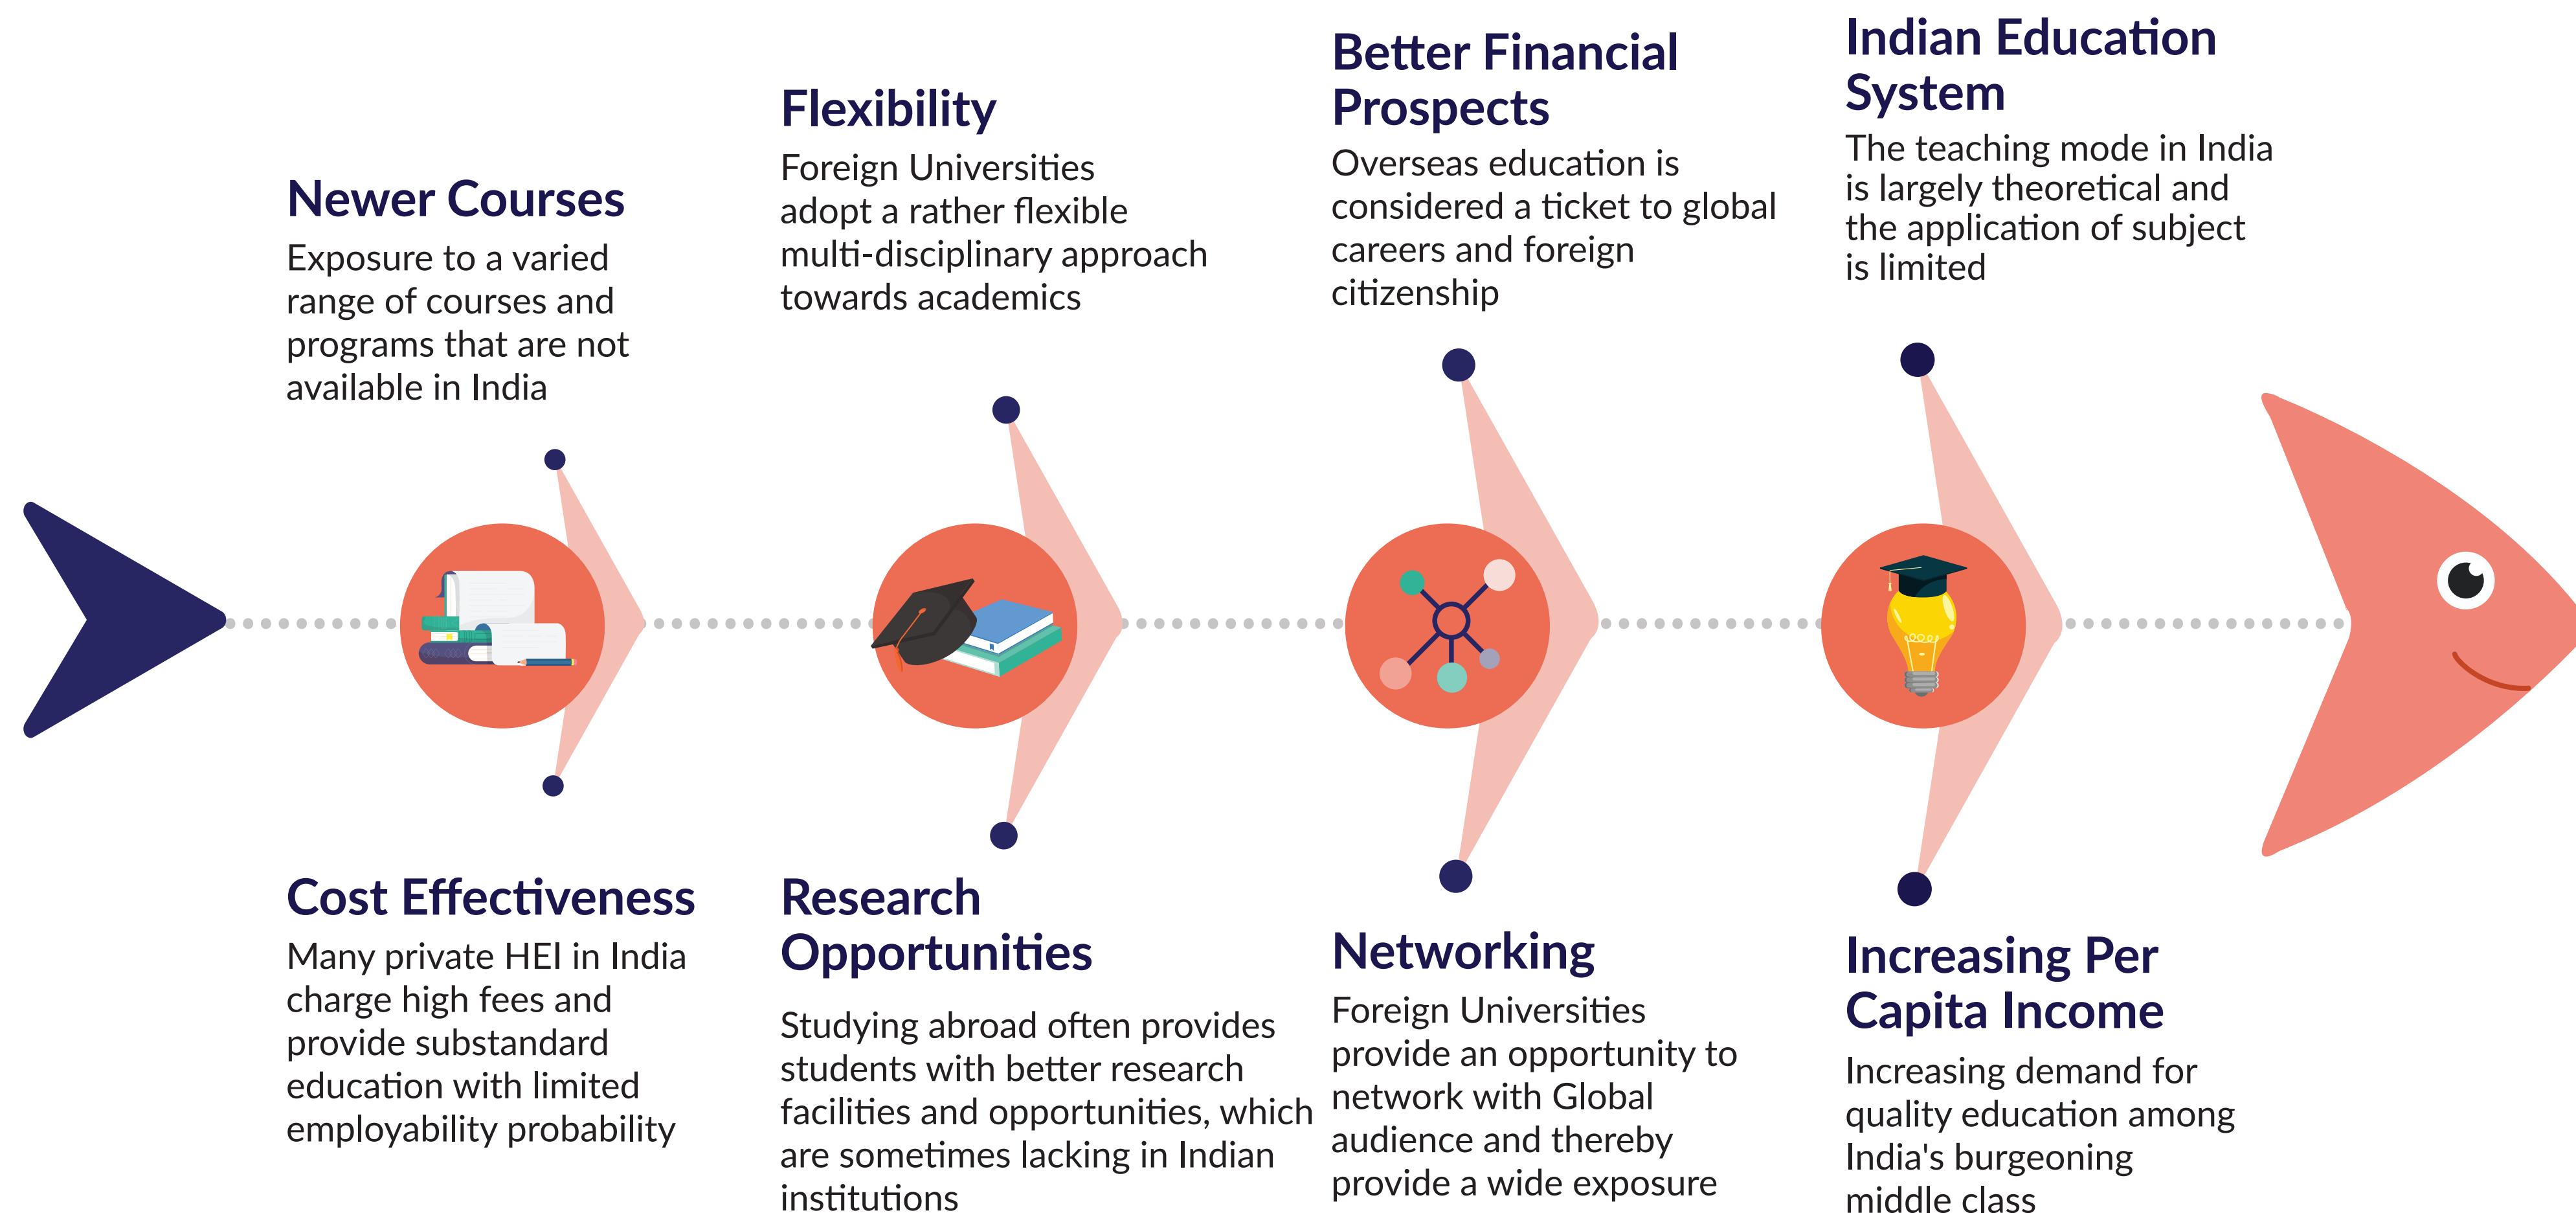 Newer Courses
Exposure to a varied
range of courses and
programs that are not
available in India
Flexibility
Foreign Universities
adopt a rather flexible
multi-disciplinary approach
towards academics
Better Financial
Prospects
Overseas education is
considered a ticket to global
careers and foreign
citizenship
Indian Education
System
The teaching mode in India
is largely theoretical and
the application of subject
is limited
Cost Effectiveness
Many private HEI in India
charge high fees and
provide substandard
education with limited
employability probability
Research
Opportunities
Studying abroad often provides
students with better research
facilities and opportunities, which
are sometimes lacking in Indian
institutions
Networking
Foreign Universities
provide an opportunity to
network with Global
audience and thereby
provide a wide exposure
Increasing Per
Capita Income
Increasing demand for
quality education among
India's burgeoning
middle class